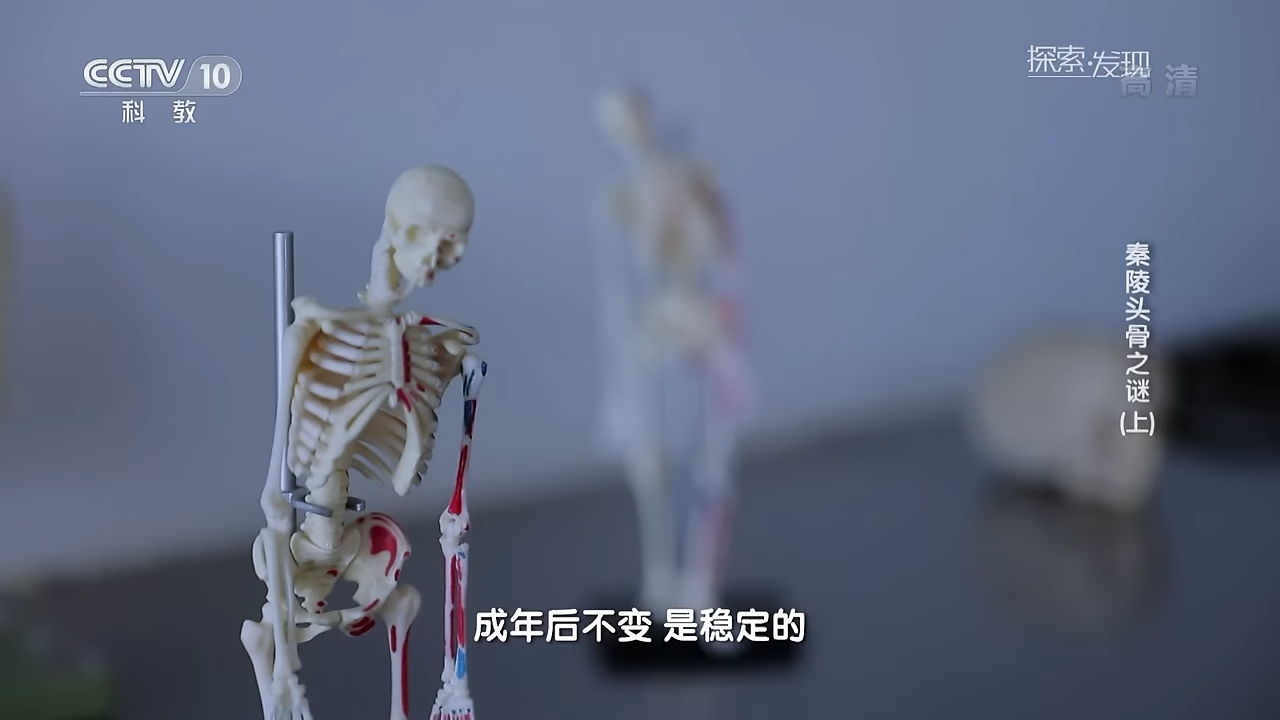 CCTV 10
科教
探索·发现
高清
秦陵头骨之谜(上)
成年后不变 是稳定的